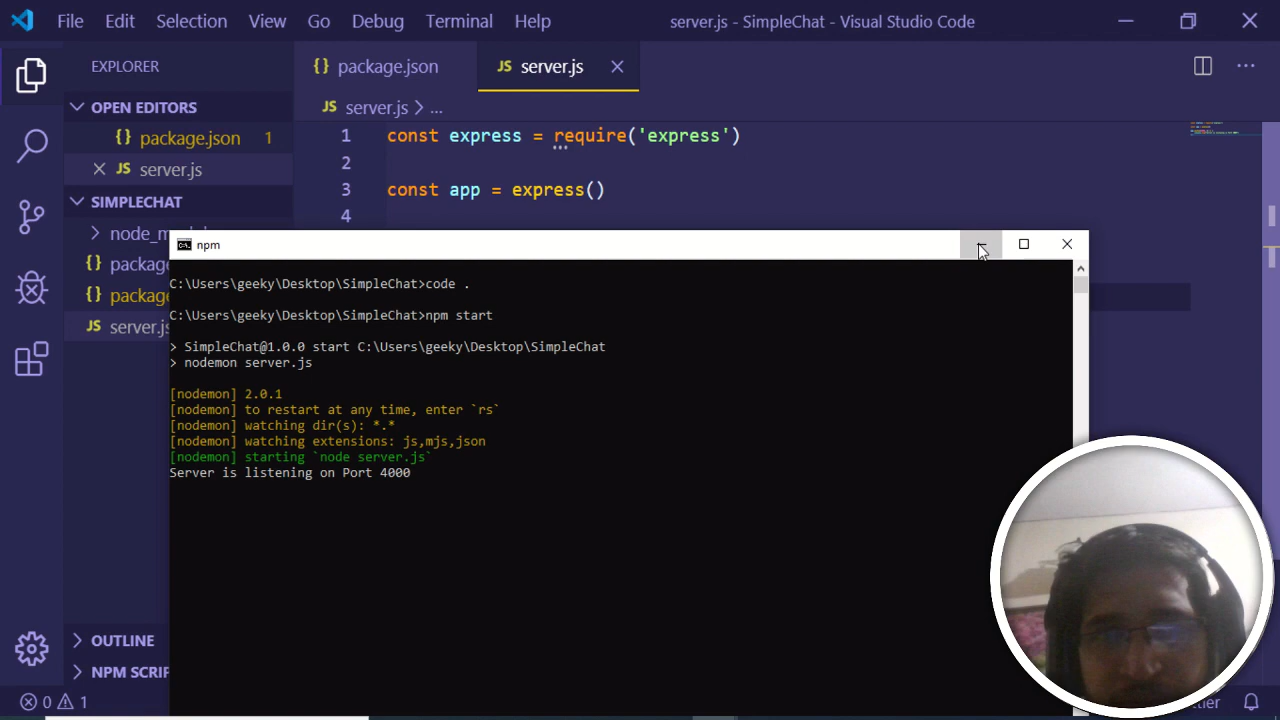 File Edit Selection View Go Debug Terminal Help server.js - SimpleChat - Visual Studio Code
EXPLORER
{} package.json
JS server.js
OPEN EDITORS
{} package.json 1
JS server.js
SIMPLECHAT
node_m
{} packag
{} packag
JS server.js
OUTLINE
NPM SCRIP
0 1
JS server.js > ...
1 const express = require('express')
2
3 const app = express()
4
npm
C:\Users\geeky\Desktop\SimpleChat>code .
C:\Users\geeky\Desktop\SimpleChat>npm start
> SimpleChat@1.0.0 start C:\Users\geeky\Desktop\SimpleChat
> nodemon server.js
[nodemon] 2.0.1
[nodemon] to restart at any time, enter `rs`
[nodemon] watching dir(s): *.*
[nodemon] watching extensions: js,mjs,json
[nodemon] starting `node server.js`
Server is listening on Port 4000